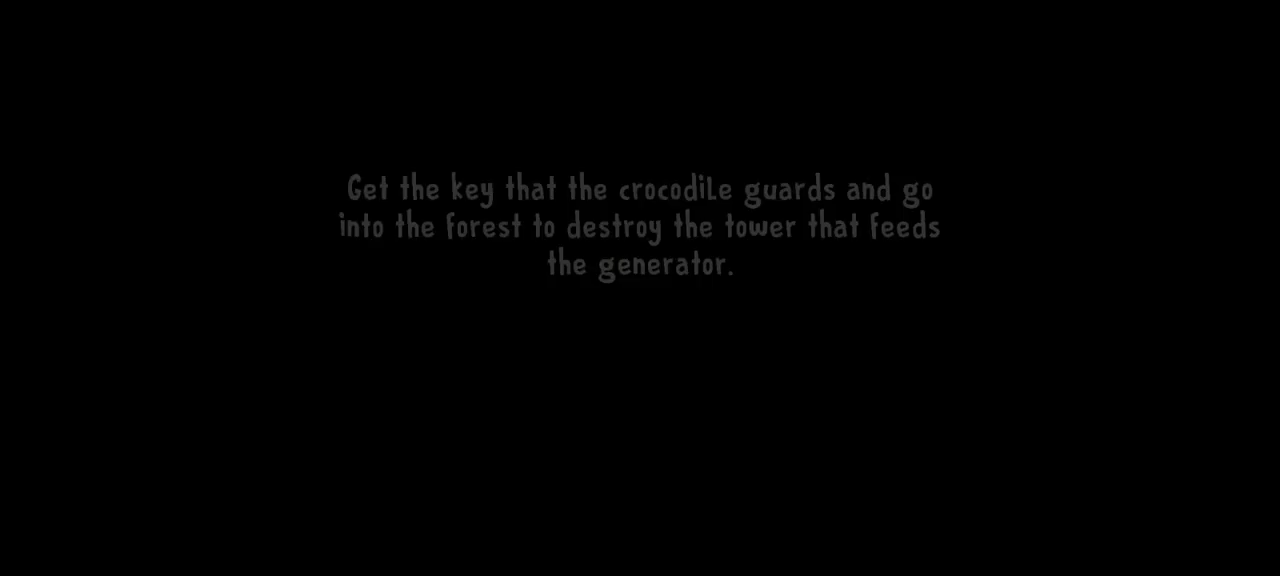 Get the key that the crocodile guards and go
into the forest to destroy the tower that feeds
the generator.